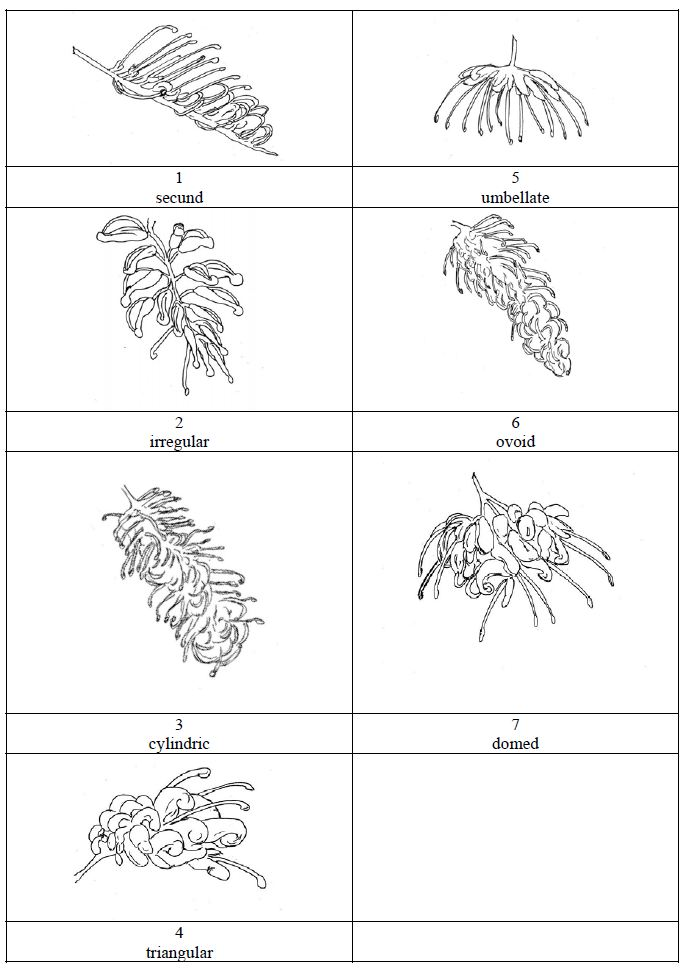 1
secund
5
umbellate
2
irregular
6
ovoid
3
cylindric
7
domed
4
triangular